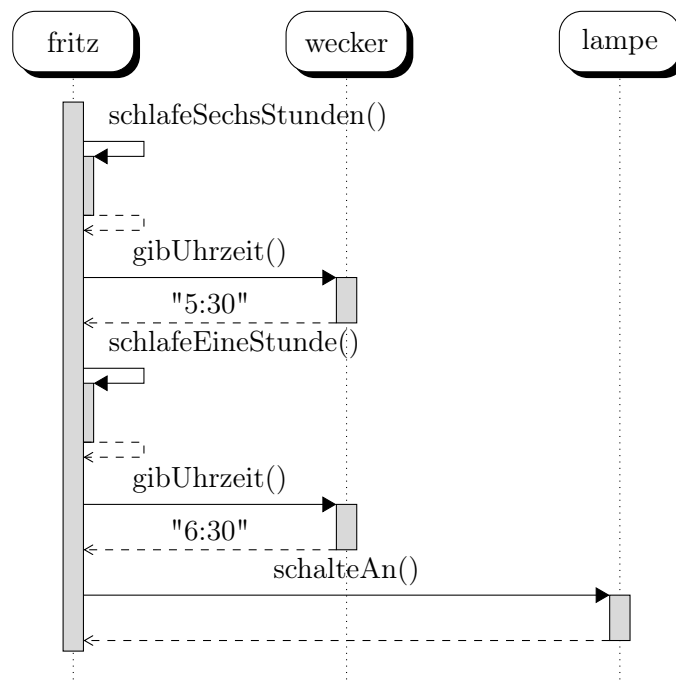 fritz
wecker
lampe
schlafeSechsStunden()
gibUhrzeit()
"5:30"
schlafeEineStunde()
gibUhrzeit()
"6:30"
schalteAn()